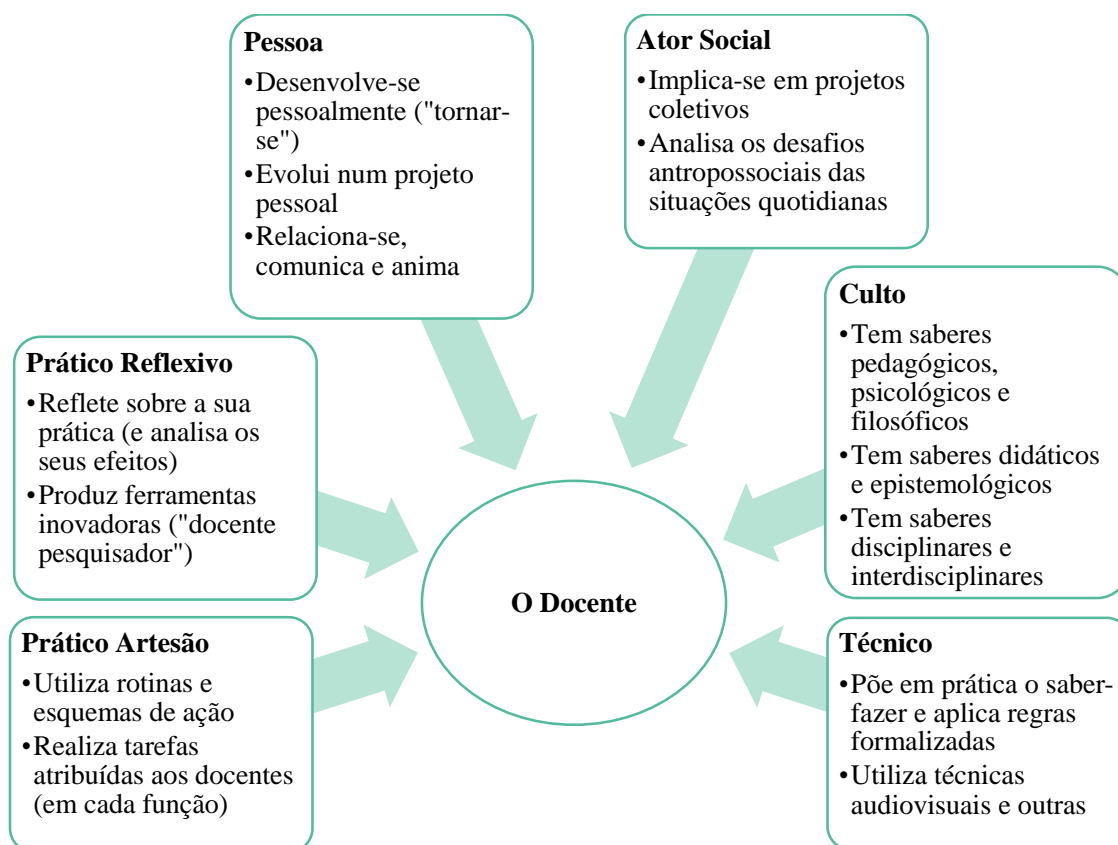 Pessoa
•Desenvolve-se
pessoalmente ("tornar-
se")
•Evolui num projeto
pessoal
•Relaciona-se,
comunica e anima
Ator Social
•Implica-se em projetos
coletivos
•Analisa os desafios
antropossociais das
situações quotidianas
Prático Reflexivo
•Reflete sobre a sua
prática (e analisa os
seus efeitos)
•Produz ferramentas
inovadoras ("docente
pesquisador")
Culto
•Tem saberes
pedagógicos,
psicológicos e
filosóficos
•Tem saberes didáticos
e epistemológicos
•Tem saberes
disciplinares e
interdisciplinares
O Docente
Prático Artesão
•Utiliza rotinas e
esquemas de ação
•Realiza tarefas
atribuídas aos docentes
(em cada função)
Técnico
•Põe em prática o saber-
fazer e aplica regras
formalizadas
•Utiliza técnicas
audiovisuais e outras